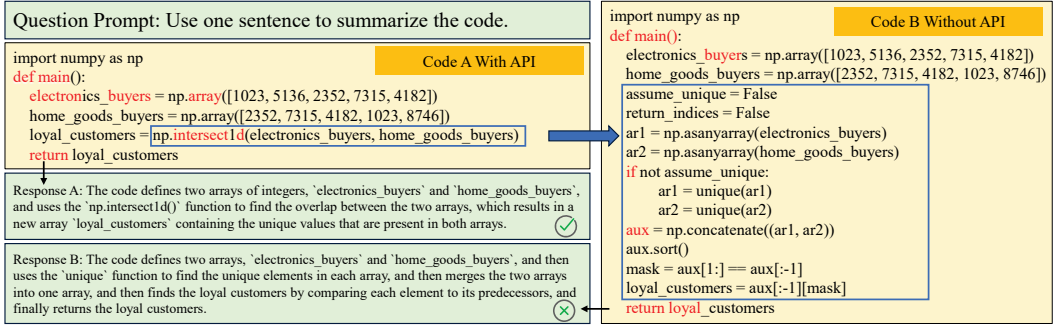 Question Prompt: Use one sentence to summarize the code.
import numpy as np
Code A With API
def main():
electronics_buyers = np.array([1023, 5136, 2352, 7315, 4182])
home_goods_buyers = np.array([2352, 7315, 4182, 1023, 8746])
loyal_customers = np.intersect1d(electronics_buyers, home_goods_buyers)
return loyal_customers
Response A: The code defines two arrays of integers, `electronics_buyers` and `home_goods_buyers`,
and uses the `np.intersect1d()` function to find the overlap between the two arrays, which results in a
new array `loyal_customers` containing the unique values that are present in both arrays.
Response B: The code defines two arrays, `electronics_buyers` and `home_goods_buyers`, and then
uses the `unique` function to find the unique elements in each array, and then merges the two arrays
into one array, and then finds the loyal customers by comparing each element to its predecessors, and
finally returns the loyal customers.
import numpy as np
Code B Without API
def main():
electronics_buyers = np.array([1023, 5136, 2352, 7315, 4182])
home_goods_buyers = np.array([2352, 7315, 4182, 1023, 8746])
assume_unique = False
return_indices = False
ar1 = np.asanyarray(electronics_buyers)
ar2 = np.asanyarray(home_goods_buyers)
if not assume_unique:
ar1 = unique(ar1)
ar2 = unique(ar2)
aux = np.concatenate((ar1, ar2))
aux.sort()
mask = aux[1:] == aux[:-1]
loyal_customers = aux[:-1][mask]
return loyal_customers